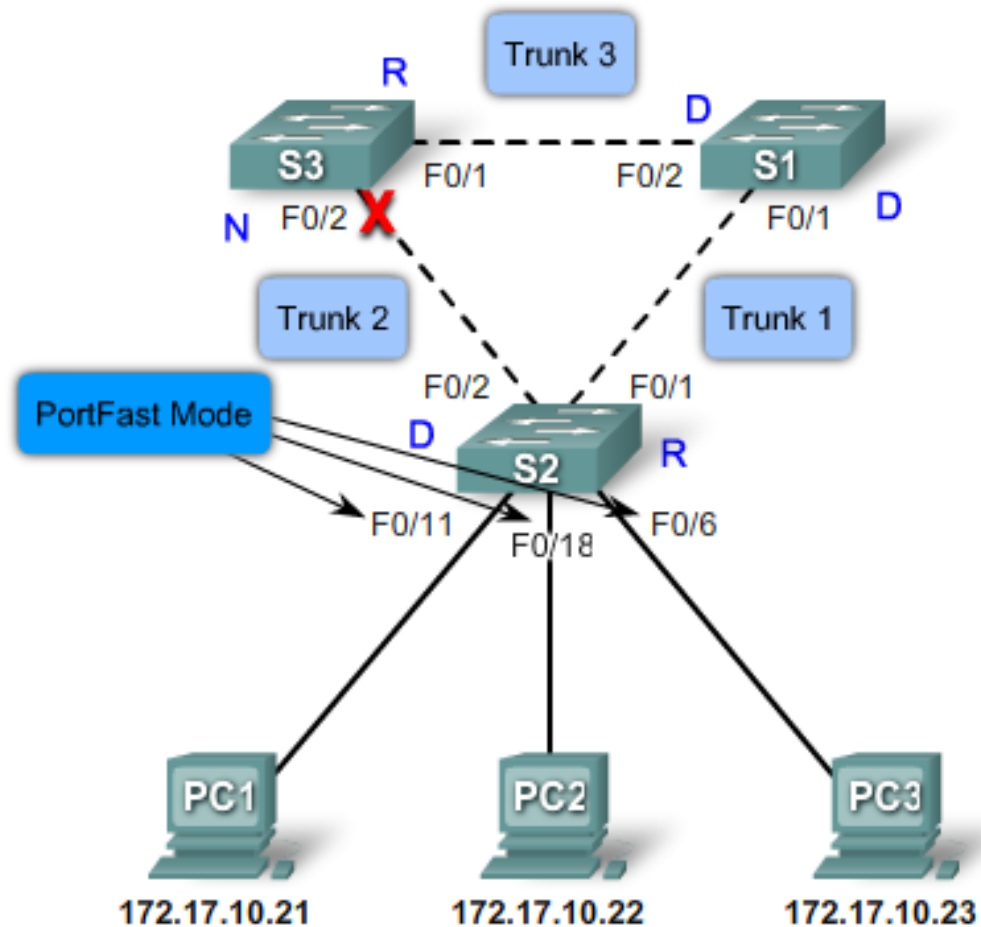 Trunk 3
R
D
S3
S1
F0/1
F0/2
N
F0/2
F0/1
D
Trunk 2
Trunk 1
F0/2
F0/1
PortFast Mode
D
S2
R
F0/11
F0/18
F0/6
PC1
PC2
PC3
172.17.10.21
172.17.10.22
172.17.10.23